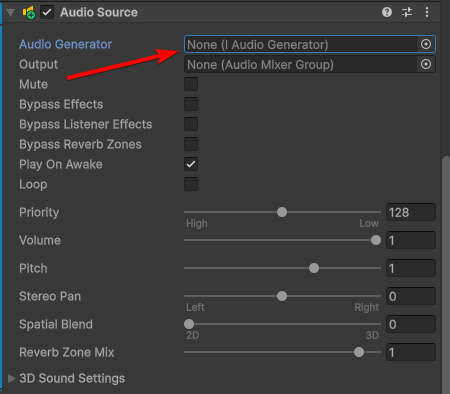 Audio Source
Audio Generator None (I Audio Generator)
Output None (Audio Mixer Group)
Mute
Bypass Effects
Bypass Listener Effects
Bypass Reverb Zones
Play On Awake
Loop
Priority 128
High Low
Volume 1
Pitch 1
Stereo Pan 0
Left Right
Spatial Blend 0
2D 3D
Reverb Zone Mix 1
3D Sound Settings